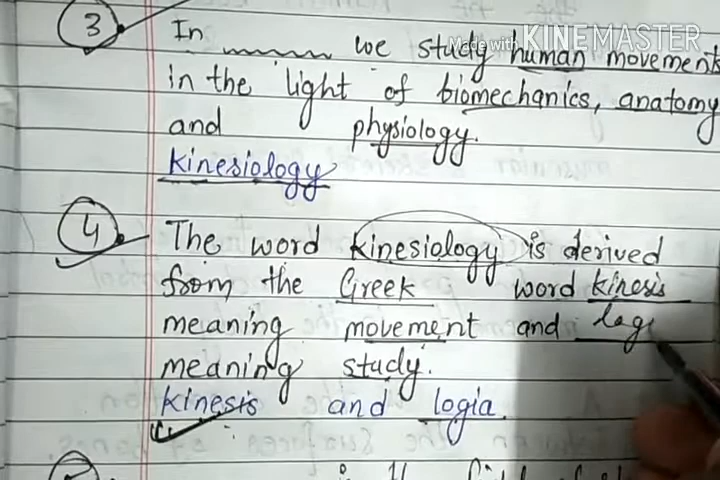 Made with KINEMASTER
3 In ______ we study human movements
in the light of biomechanics, anatomy
and physiology.
kinesiology
4 The word kinesiology is derived
from the Greek word kinesis
meaning movement and log
meaning study.
kinesis and logia.